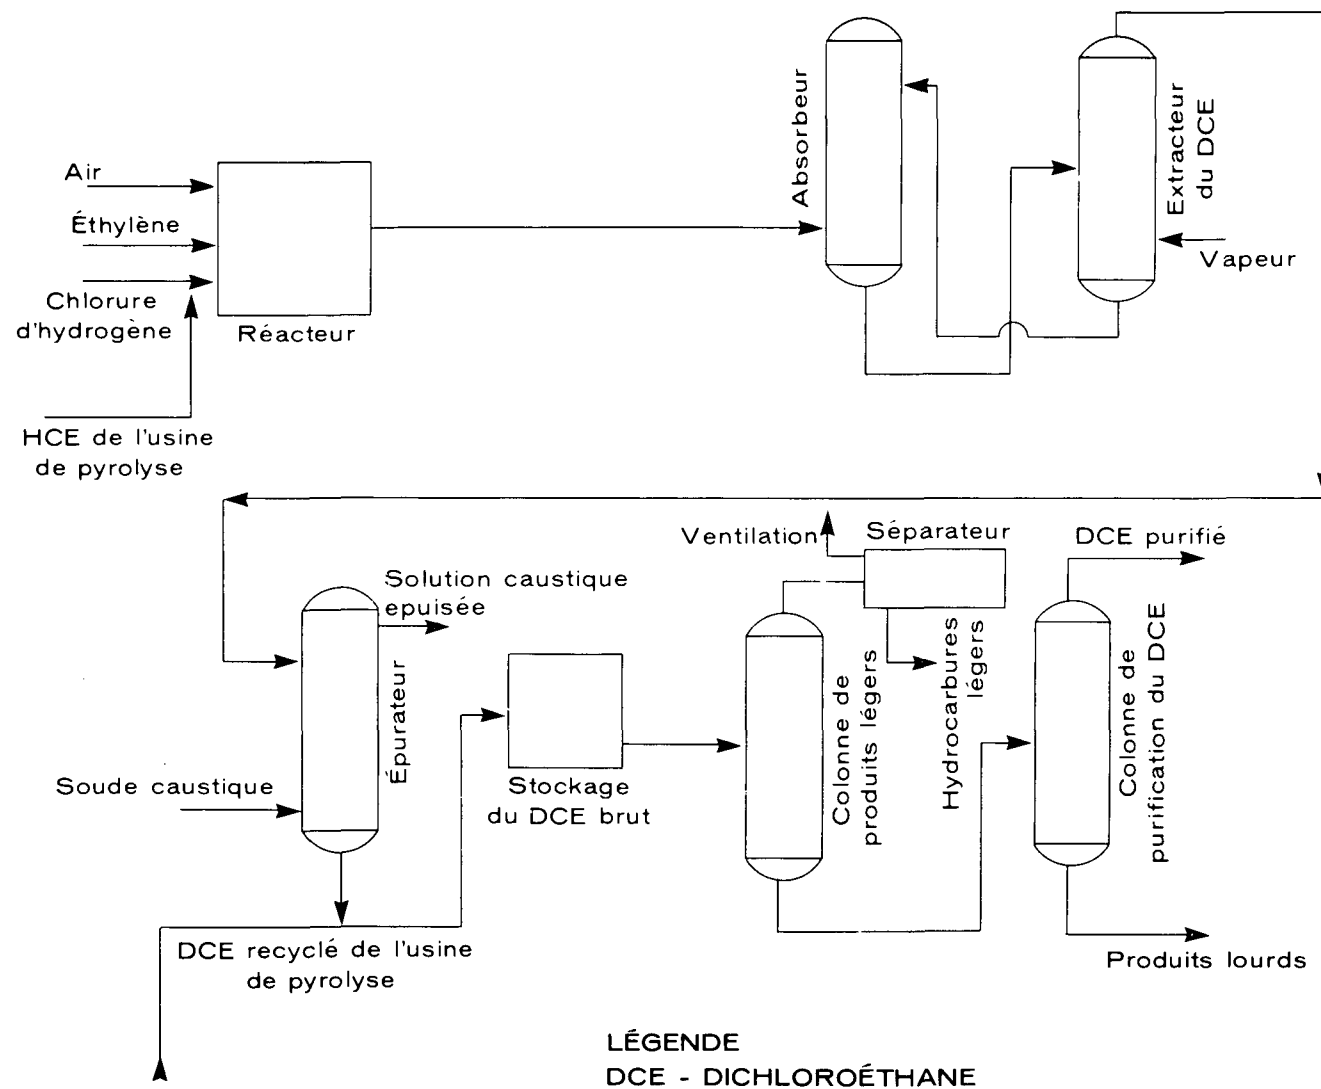 Air
Éthylène
Chlorure
d'hydrogène
Réacteur
HCE de l'usine
de pyrolyse
Absorbeur
Extracteur
du DCE
Vapeur
Ventilation
Séparateur
DCE purifié
Solution caustique
epuisée
Épurateur
Soude caustique
Stockage
du DCE brut
Colonne de
produits légers
Hydrocarbures
légers
Colonne de
purification du DCE
DCE recyclé de l'usine
de pyrolyse
Produits lourds
LÉGENDE
DCE - DICHLOROÉTHANE